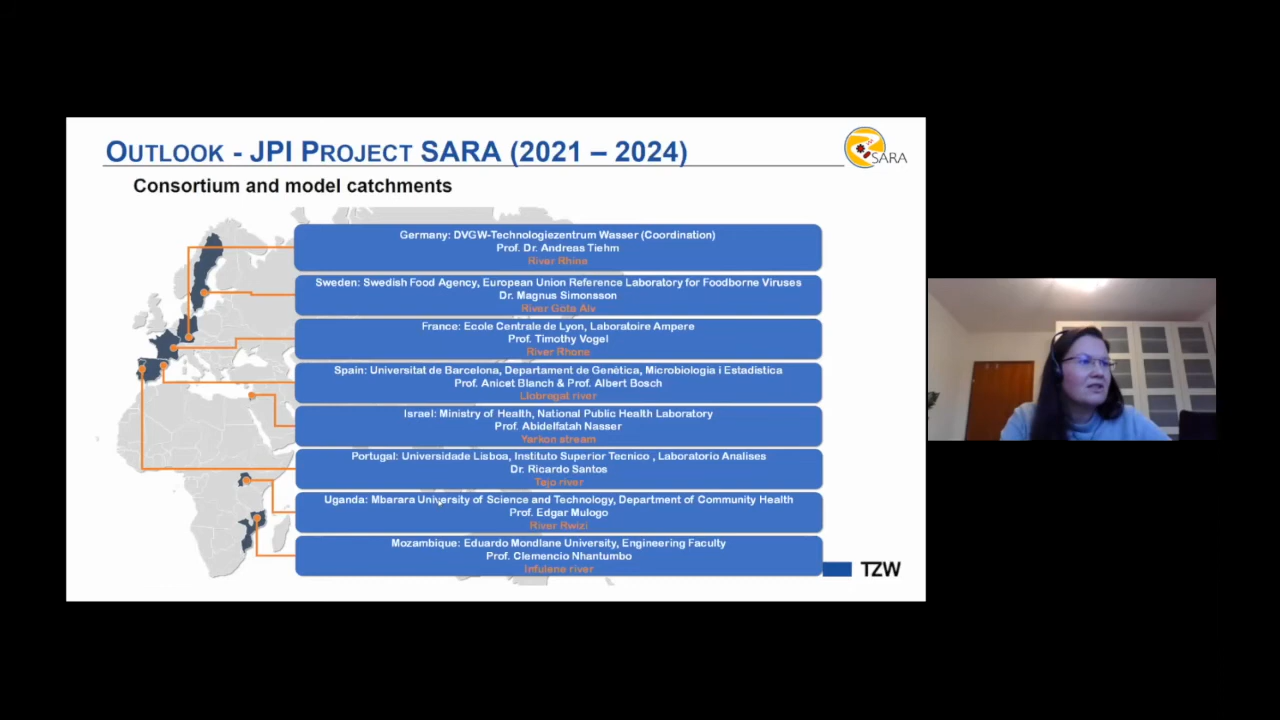 OUTLOOK - JPI PROJECT SARA (2021 – 2024)
SARA
Consortium and model catchments
Germany: DVGW-Technologiezentrum Wasser (Coordination)
Prof. Dr. Andreas Tiehm
River Rhine
Sweden: Swedish Food Agency, European Union Reference Laboratory for Foodborne Viruses
Dr. Magnus Simonsson
River Göta Älv
France: Ecole Centrale de Lyon, Laboratoire Ampere
Prof. Timothy Vogel
River Rhone
Spain: Universitat de Barcelona, Departament de Genètica, Microbiologia i Estadística
Prof. Anicet Blanch & Prof. Albert Bosch
Llobregat river
Israel: Ministry of Health, National Public Health Laboratory
Prof. Abidelfatah Nasser
Yarkon stream
Portugal: Universidade Lisboa, Instituto Superior Tecnico , Laboratorio Analises
Dr. Ricardo Santos
Tejo river
Uganda: Mbarara University of Science and Technology, Department of Community Health
Prof. Edgar Mulogo
River Rwizi
Mozambique: Eduardo Mondlane University, Engineering Faculty
Prof. Clemencio Nhantumbo
Infulene river
TZW